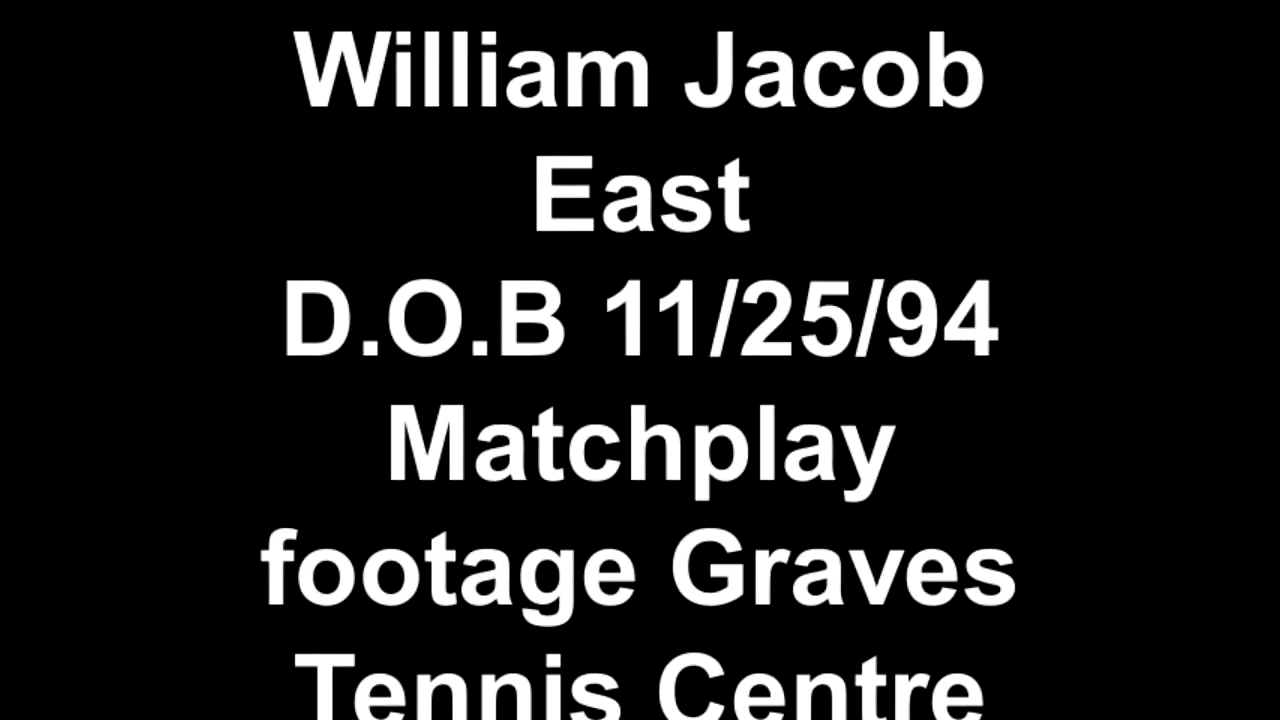 William Jacob
East
D.O.B 11/25/94
Matchplay
footage Graves
Tennis Centre